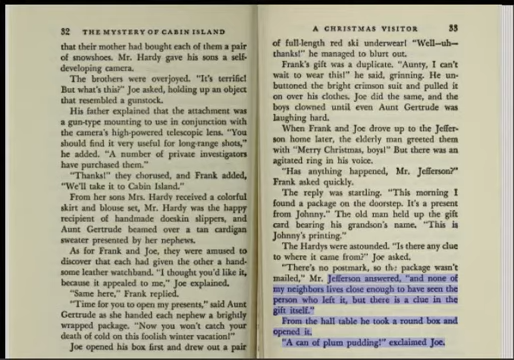 32 THE MYSTERY OF CABIN ISLAND
that their mother had bought each of them a pair
of snowshoes. Mr. Hardy gave his sons a self-
developing camera.
The brothers were overjoyed. "It's terrific!
But what's this?" Joe asked, holding up an object
that resembled a gunstock.
His father explained that the attachment was
a gun-type mounting to use in conjunction with
the camera's high-powered telescopic lens. "You
should find it very useful for long-range shots,"
he added. "A number of private investigators
have purchased them."
"Thanks!" they chorused, and Frank added,
"We'll take it to Cabin Island."
From her sons Mrs. Hardy received a colorful
skirt and blouse set, Mr. Hardy was the happy
recipient of handmade doeskin slippers, and
Aunt Gertrude beamed over a tan cardigan
sweater presented by her nephews.
As for Frank and Joe, they were amused to
discover that each had given the other a hand-
some leather watchband. "I thought you'd like it,
because it appealed to me," Joe explained.
"Same here," Frank replied.
"Time for you to open my presents," said Aunt
Gertrude as she handed each nephew a brightly
wrapped package. "Now you won't catch your
death of cold on this foolish winter vacation!"
Joe opened his box first and drew out a pair
A CHRISTMAS VISITOR 33
of full-length red ski underwear! "Well—uh—
thanks!" he managed to blurt out.
Frank's gift was a duplicate. "Aunty, I can't
wait to wear this!" he said, grinning. He un-
buttoned the bright crimson suit and pulled it
on over his clothes. Joe did the same, and the
boys clowned until even Aunt Gertrude was
laughing hard.
When Frank and Joe drove up to the Jeffer-
son home later, the elderly man greeted them
with "Merry Christmas, boys!" But there was an
agitated ring in his voice.
"Has anything happened, Mr. Jefferson?"
Frank asked quickly.
The reply was startling. "This morning I
found a package on the doorstep. It's a present
from Johnny." The old man held up the gift
card bearing his grandson's name. "This is
Johnny's printing."
The Hardys were astounded. "Is there any clue
to where it came from?" Joe asked.
"There's no postmark, so the package wasn't
mailed," Mr. Jefferson answered, "and none of
my neighbors lives close enough to have seen the
person who left it, but there is a clue in the
gift itself."
From the hall table he took a round box and
opened it.
"A can of plum pudding!" exclaimed Joe.